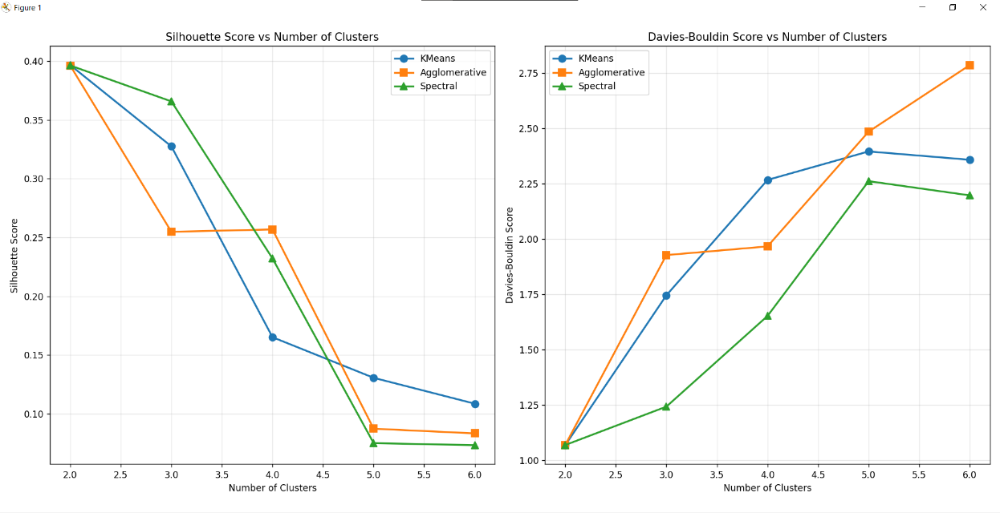 Figure 1
Silhouette Score vs Number of Clusters
KMeans
Agglomerative
Spectral
0.40
0.35
0.30
0.25
0.20
0.15
0.10
Silhouette Score
2.0 2.5 3.0 3.5 4.0 4.5 5.0 5.5 6.0
Number of Clusters
Davies-Bouldin Score vs Number of Clusters
KMeans
Agglomerative
Spectral
2.75
2.50
2.25
2.00
1.75
1.50
1.25
1.00
Davies-Bouldin Score
2.0 2.5 3.0 3.5 4.0 4.5 5.0 5.5 6.0
Number of Clusters